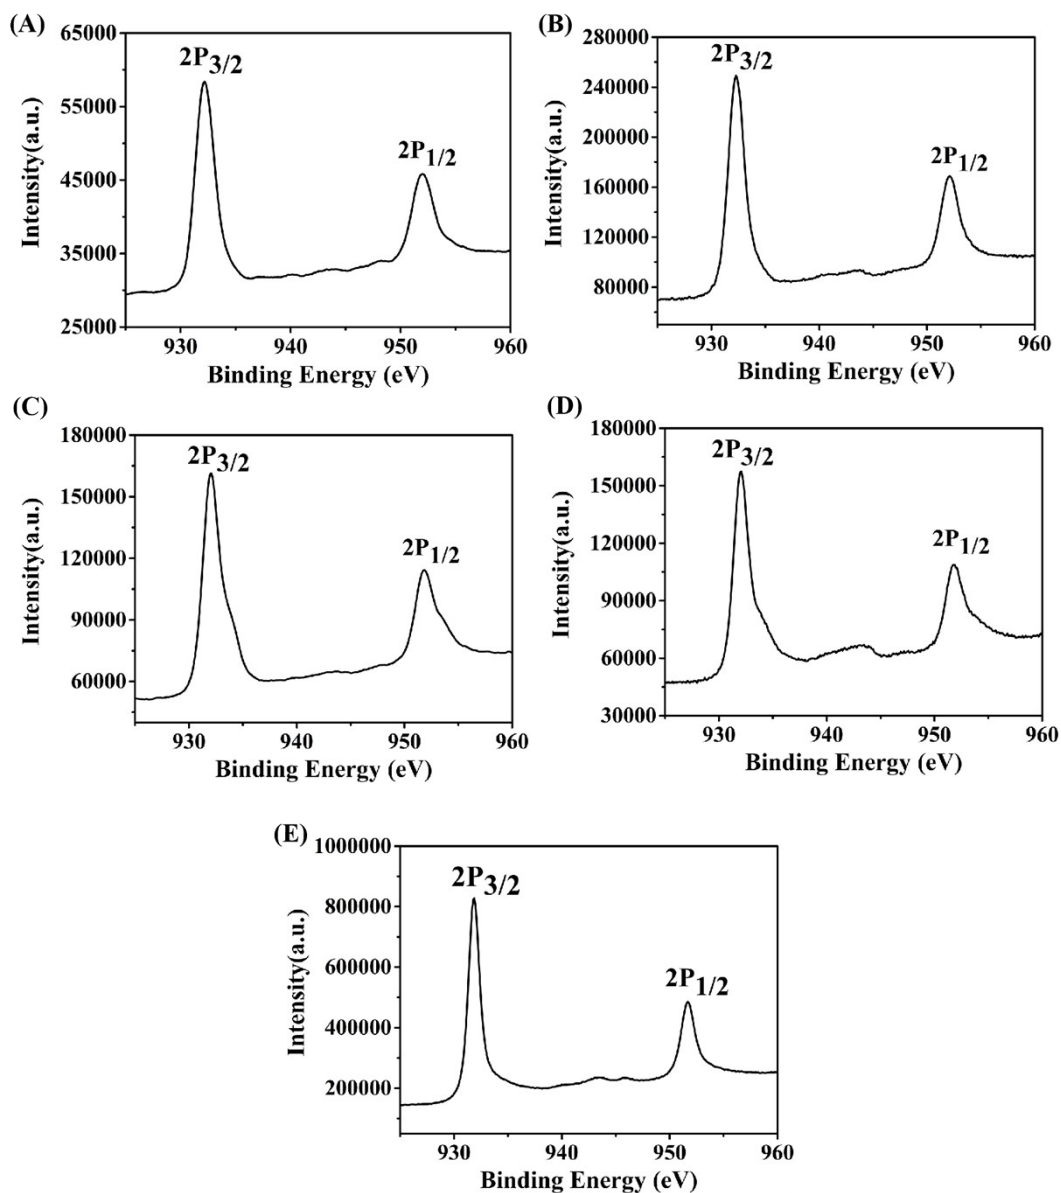 (A)
65000
55000
45000
35000
25000
Intensity(a.u.)
2P3/2
2P1/2
930
940
950
960
Binding Energy (eV)
(B)
280000
240000
200000
160000
120000
80000
Intensity (a.u.)
2P3/2
2P1/2
930
940
950
960
Binding Energy (eV)
(C)
180000
150000
120000
90000
60000
Intensity(a.u.)
2P3/2
2P1/2
930
940
950
960
Binding Energy (eV)
(D)
180000
150000
120000
90000
60000
30000
Intensity(a.u.)
2P3/2
2P1/2
930
940
950
960
Binding Energy (eV)
(E)
1000000
800000
600000
400000
200000
Intensity(a.u.)
2P3/2
2P1/2
930
940
950
960
Binding Energy (eV)